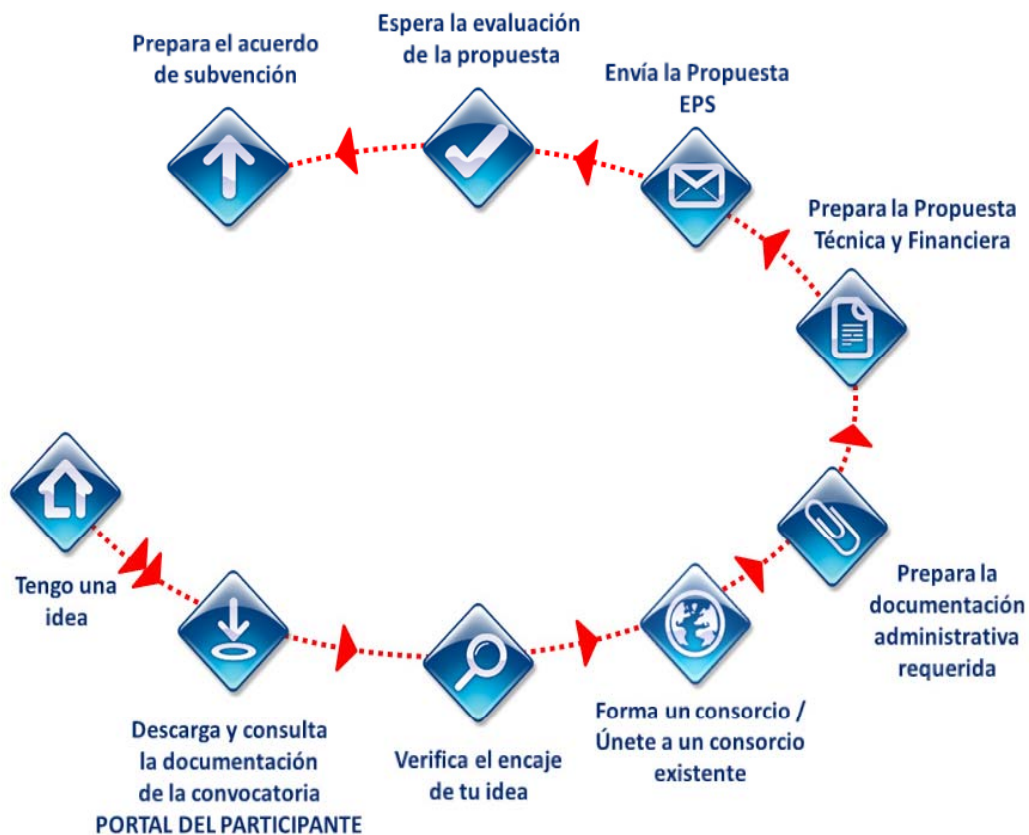 Espera la evaluación
de la propuesta
Prepara el acuerdo
de subvención
Envía la Propuesta
EPS
Prepara la Propuesta
Técnica y Financiera
Tengo una
idea
Prepara la
documentación
administrativa
requerida
Descarga y consulta
la documentación
de la convocatoria
PORTAL DEL PARTICIPANTE
Verifica el encaje
de tu idea
Forma un consorcio /
Únete a un consorcio
existente